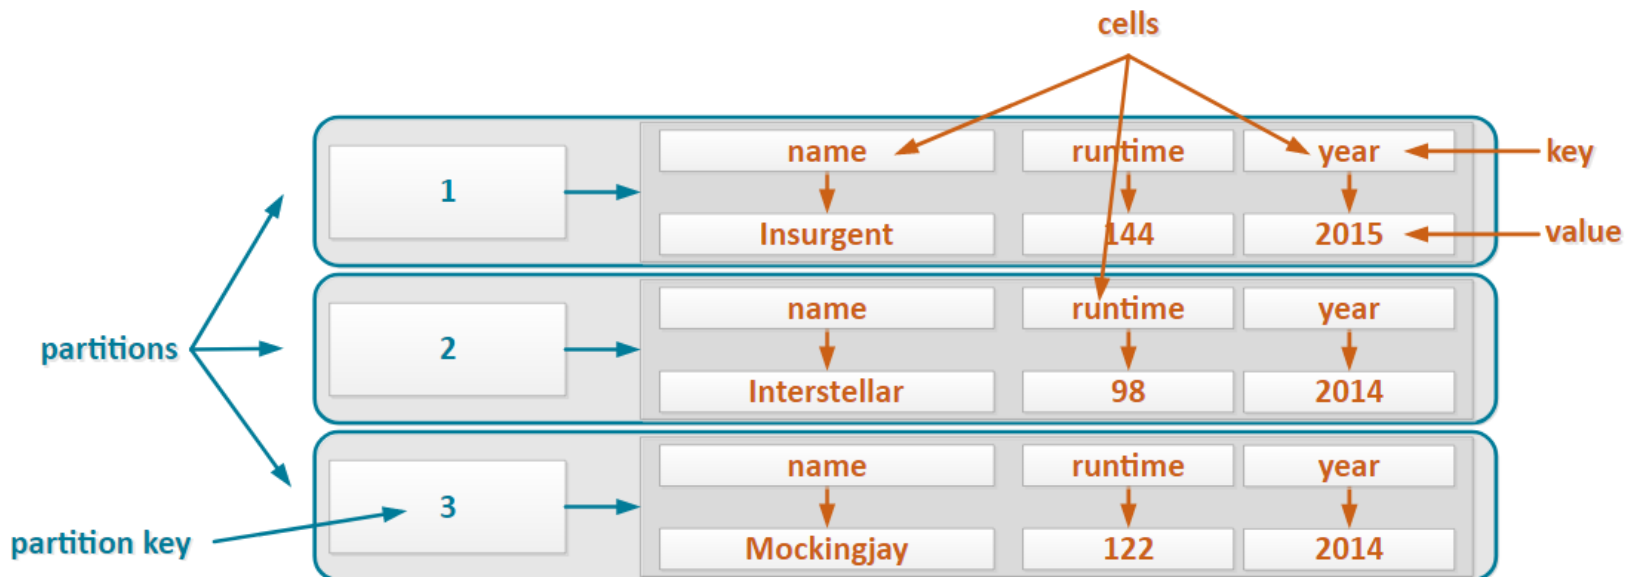 cells
name runtime year key
1
Insurgent 144 2015 value
name runtime year
partitions 2
Interstellar 98 2014
name runtime year
3
partition key
Mockingjay 122 2014